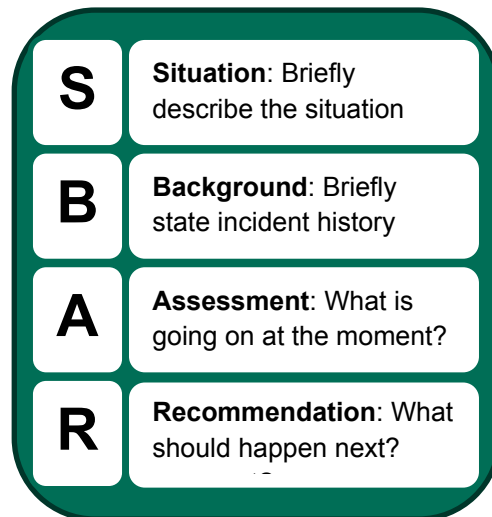 S
Situation: Briefly
describe the situation
B
Background: Briefly
state incident history
A
Assessment: What is
going on at the moment?
R
Recommendation: What
should happen next?